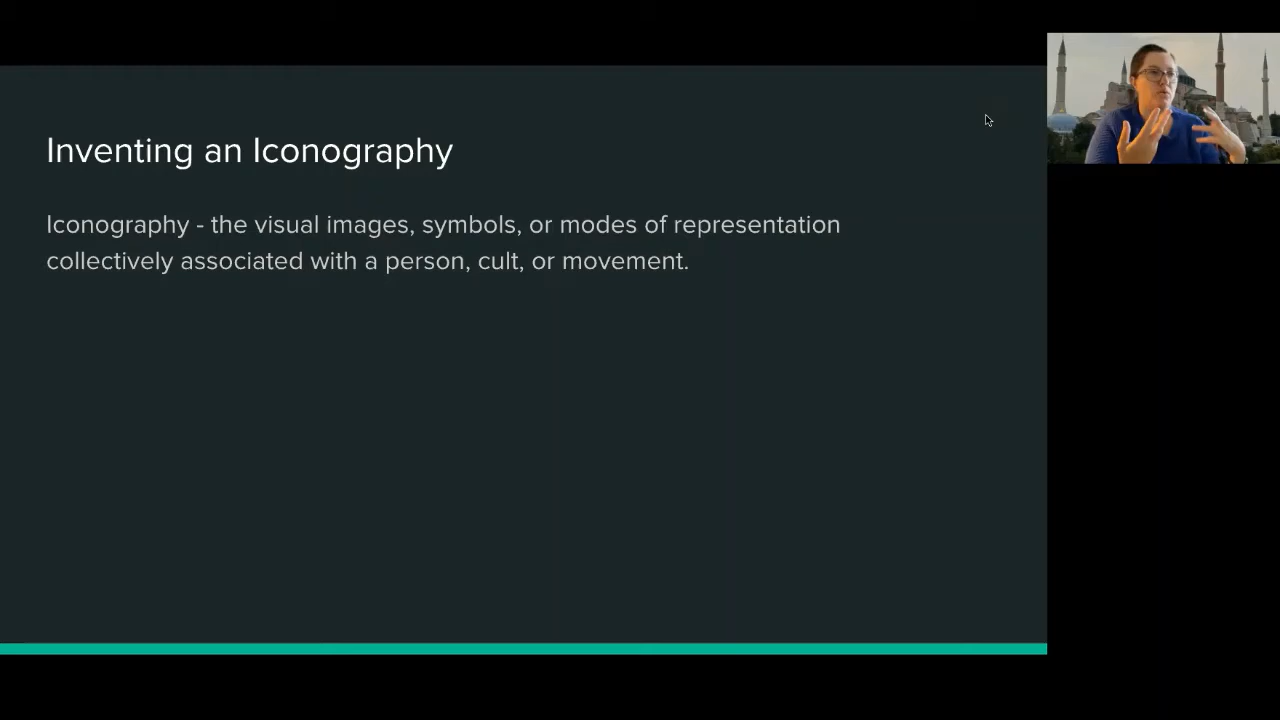 Inventing an Iconography
Iconography - the visual images, symbols, or modes of representation
collectively associated with a person, cult, or movement.